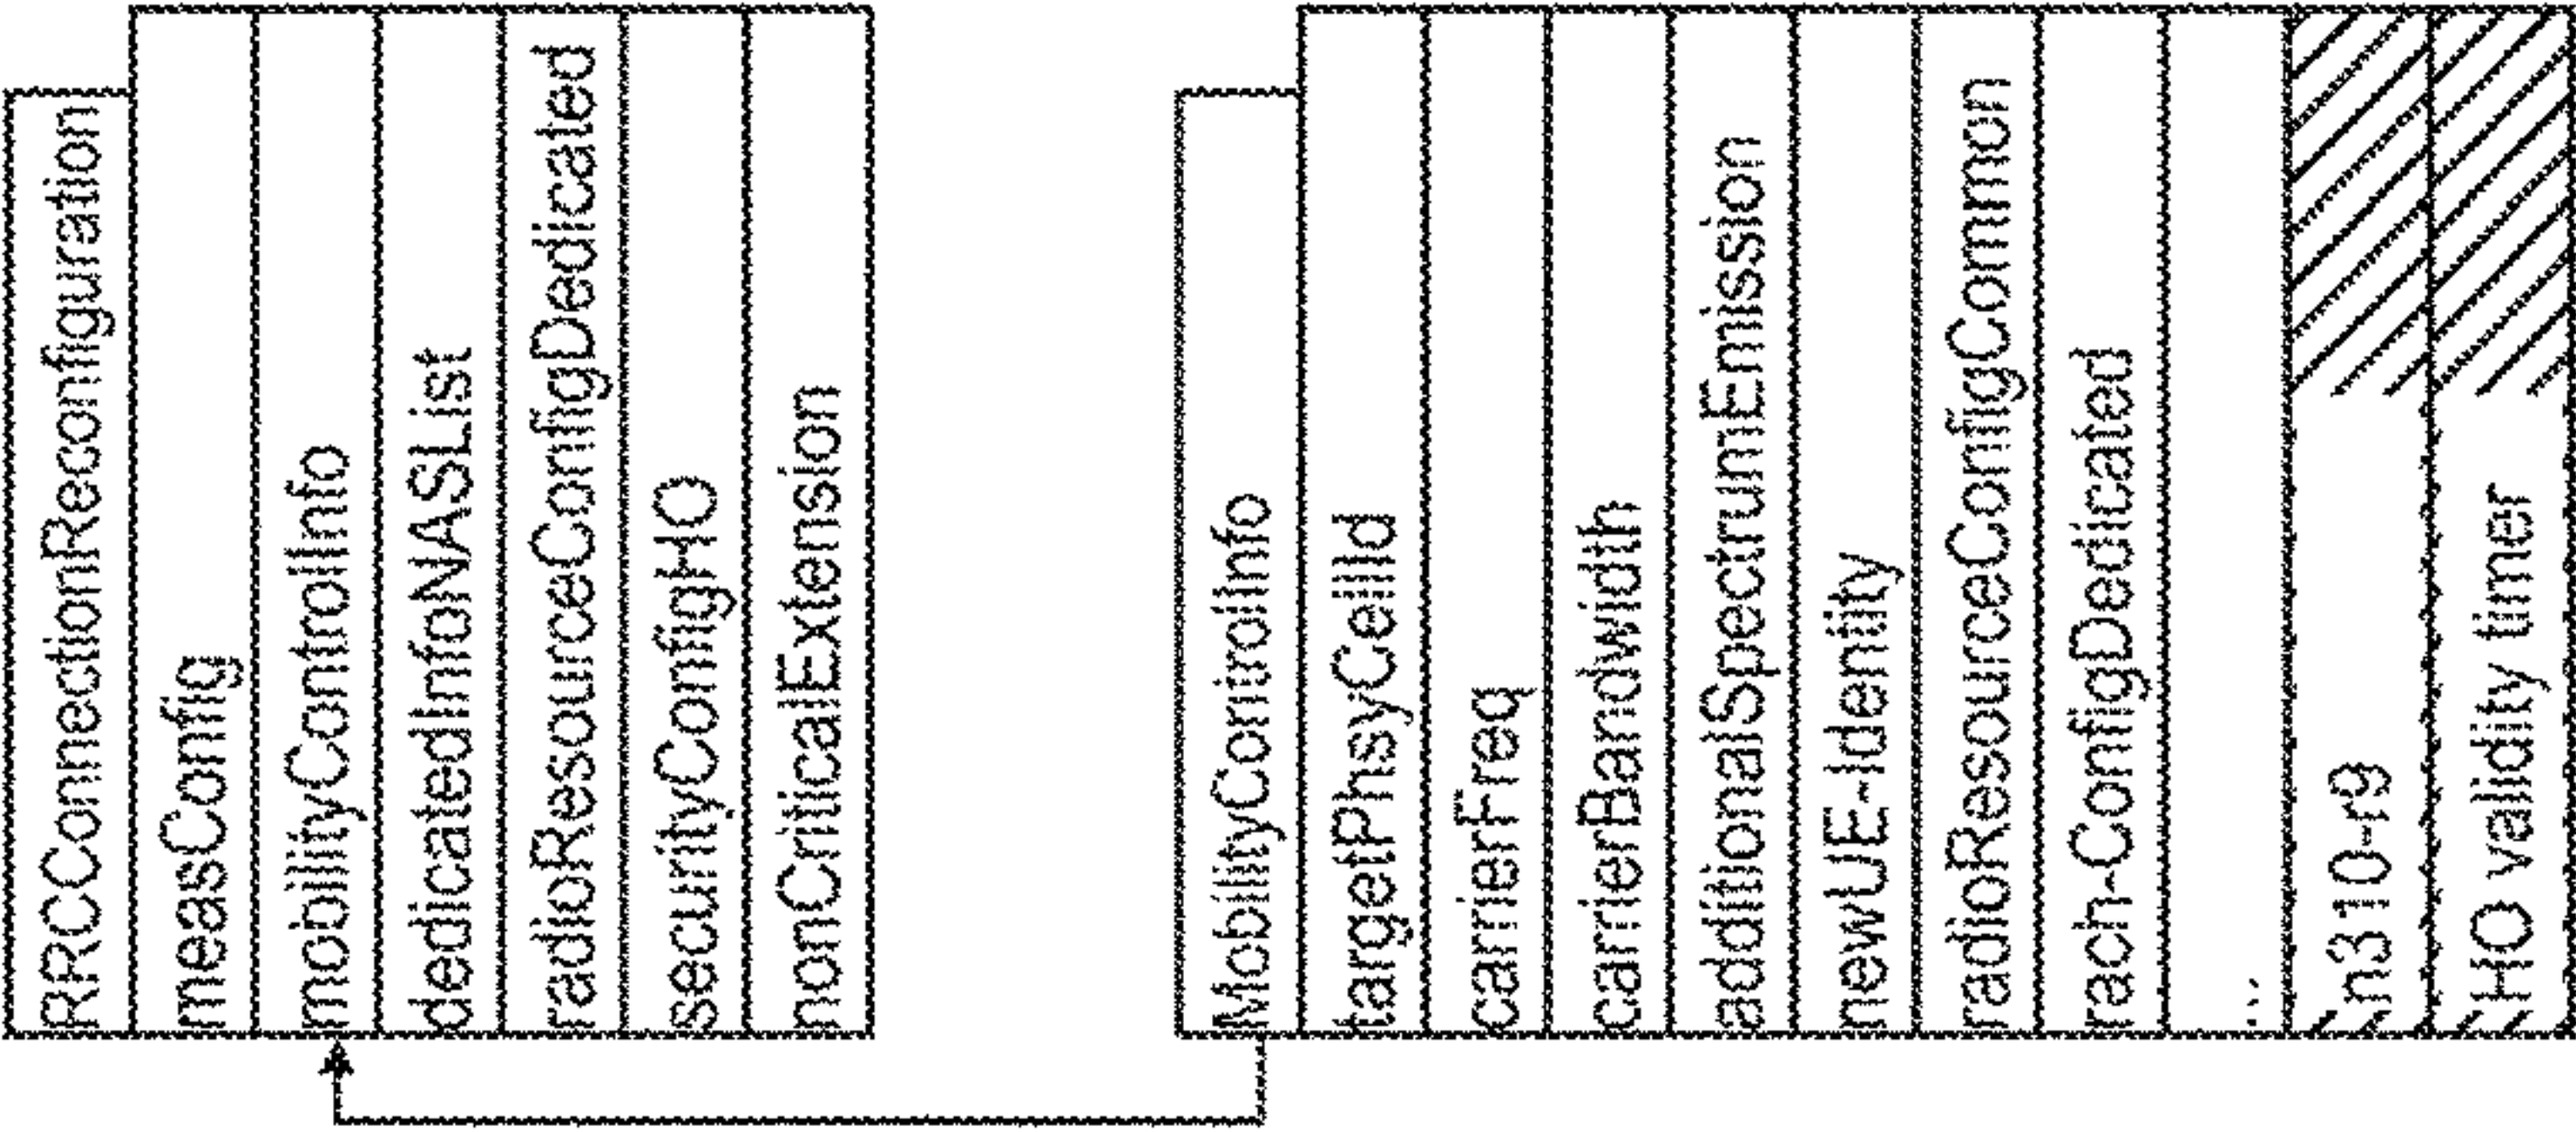 RRCConnectionReconfiguration
measConfig
mobilityControlInfo
dedicatedInfoNASList
radioResourceConfigDedicated
securityConfigHO
nonCriticalExtension
MobilityControlInfo
targetPhsyCellId
carrierFreq
carrierBandwidth
additionalSpectrumEmission
newUE-Identity
radioResourceConfigCommon
rach-ConfigDedicated
...
n310-r9
HO validity timer